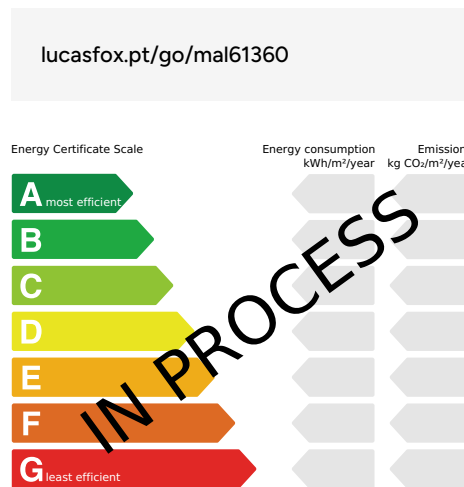 lucasfox.pt/go/mal61360
Energy Certificate Scale
Energy consumption
kWh/m²/year
Emission
kg CO₂/m²/yea
A most efficient
B
C
D
E
F
G least efficient
IN PROCESS